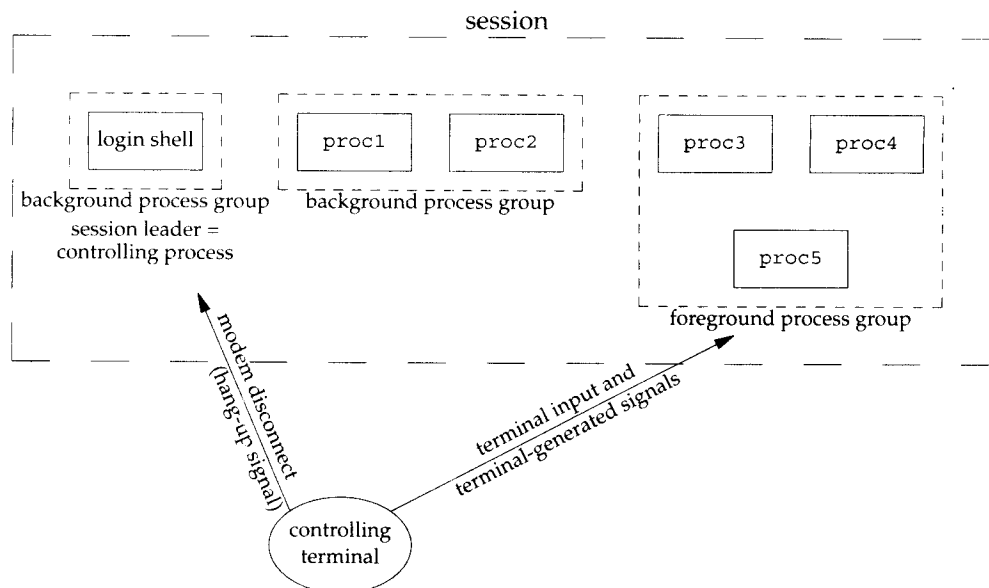 session
login shell
proc1
proc2
proc3
proc4
background process group
background process group
session leader =
controlling process
proc5
foreground process group
modem disconnect
(hang-up signal)
terminal input and
terminal-generated signals
controlling
terminal